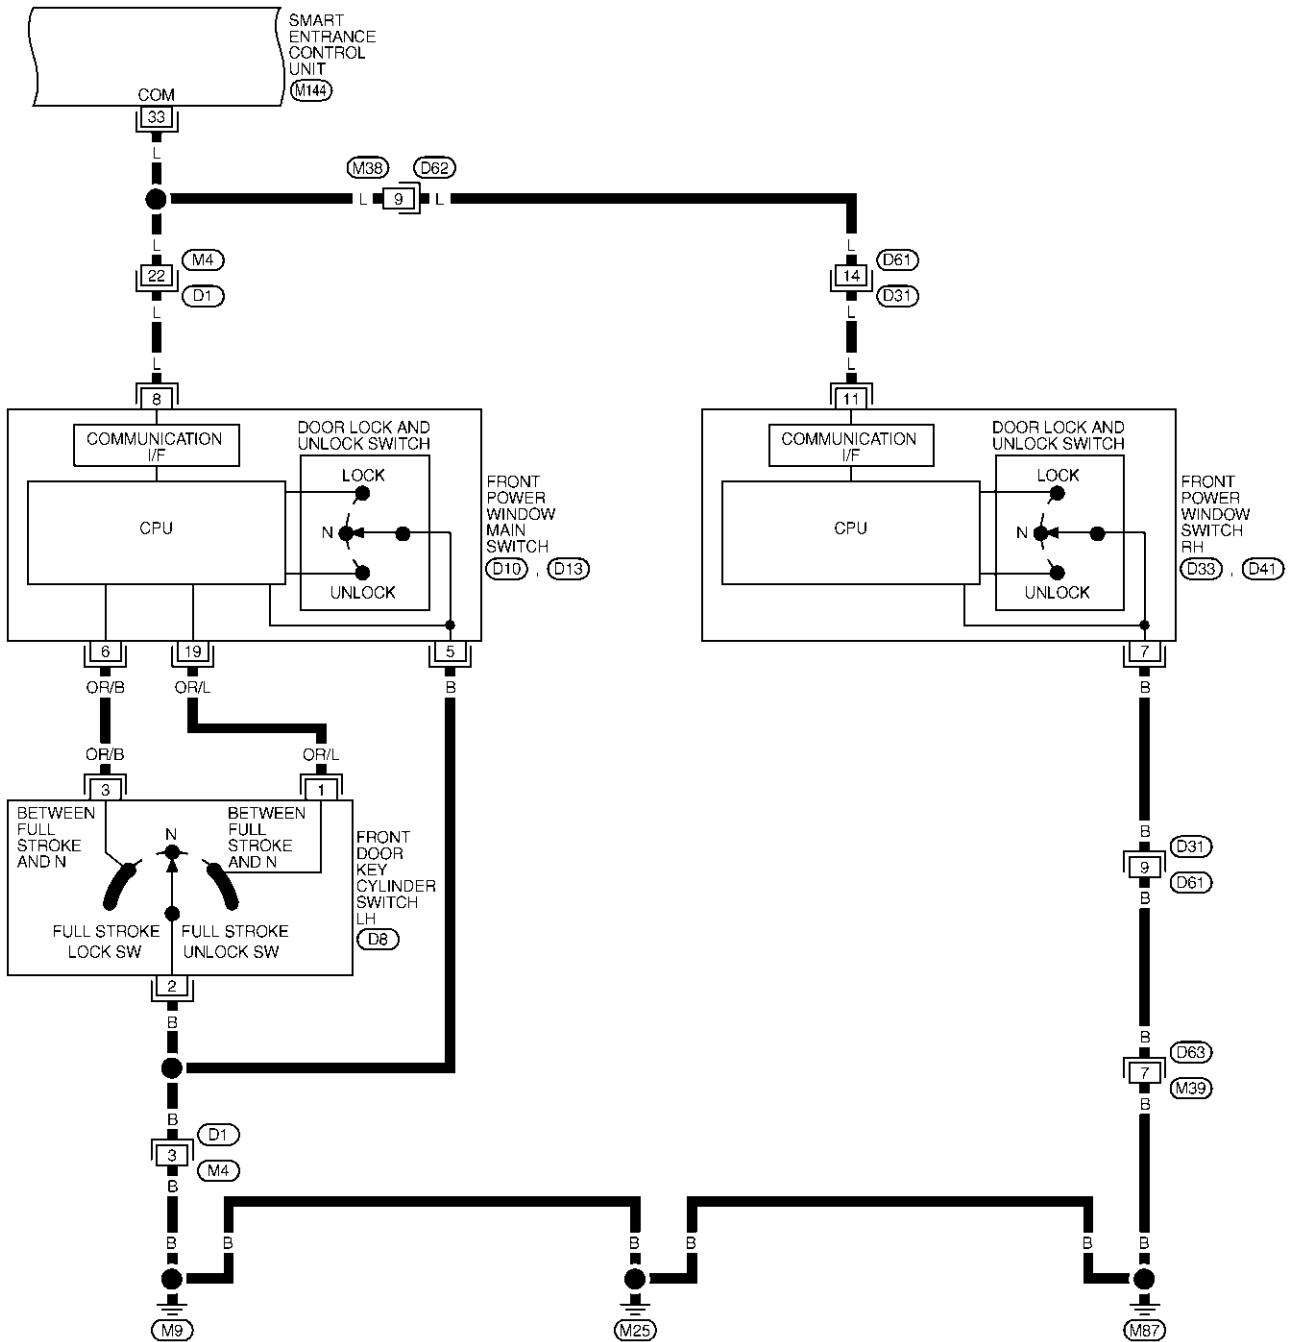 SMART
ENTRANCE
CONTROL
UNIT
M144
COM
33
L
M38
D62
L
9
L
L
M4
22
D1
L
L
8
L
D61
14
D31
L
L
11
COMMUNICATION
I/F
DOOR LOCK AND
UNLOCK SWITCH
LOCK
CPU
N
UNLOCK
FRONT
POWER
WINDOW
MAIN
SWITCH
D10 , D13
COMMUNICATION
I/F
DOOR LOCK AND
UNLOCK SWITCH
LOCK
CPU
N
UNLOCK
FRONT
POWER
WINDOW
SWITCH
RH
D33 , D41
6
19
5
7
OR/B
OR/L
B
B
OR/B
OR/L
3
1
BETWEEN
FULL
STROKE
AND N
N
BETWEEN
FULL
STROKE
AND N
FULL STROKE
LOCK SW
FULL STROKE
UNLOCK SW
FRONT
DOOR
KEY
CYLINDER
SWITCH
LH
D8
2
B
B
D31
9
D61
B
B
D63
7
M39
B
B
D1
3
M4
B
B
B
B
B
B
B
M9
M25
M87